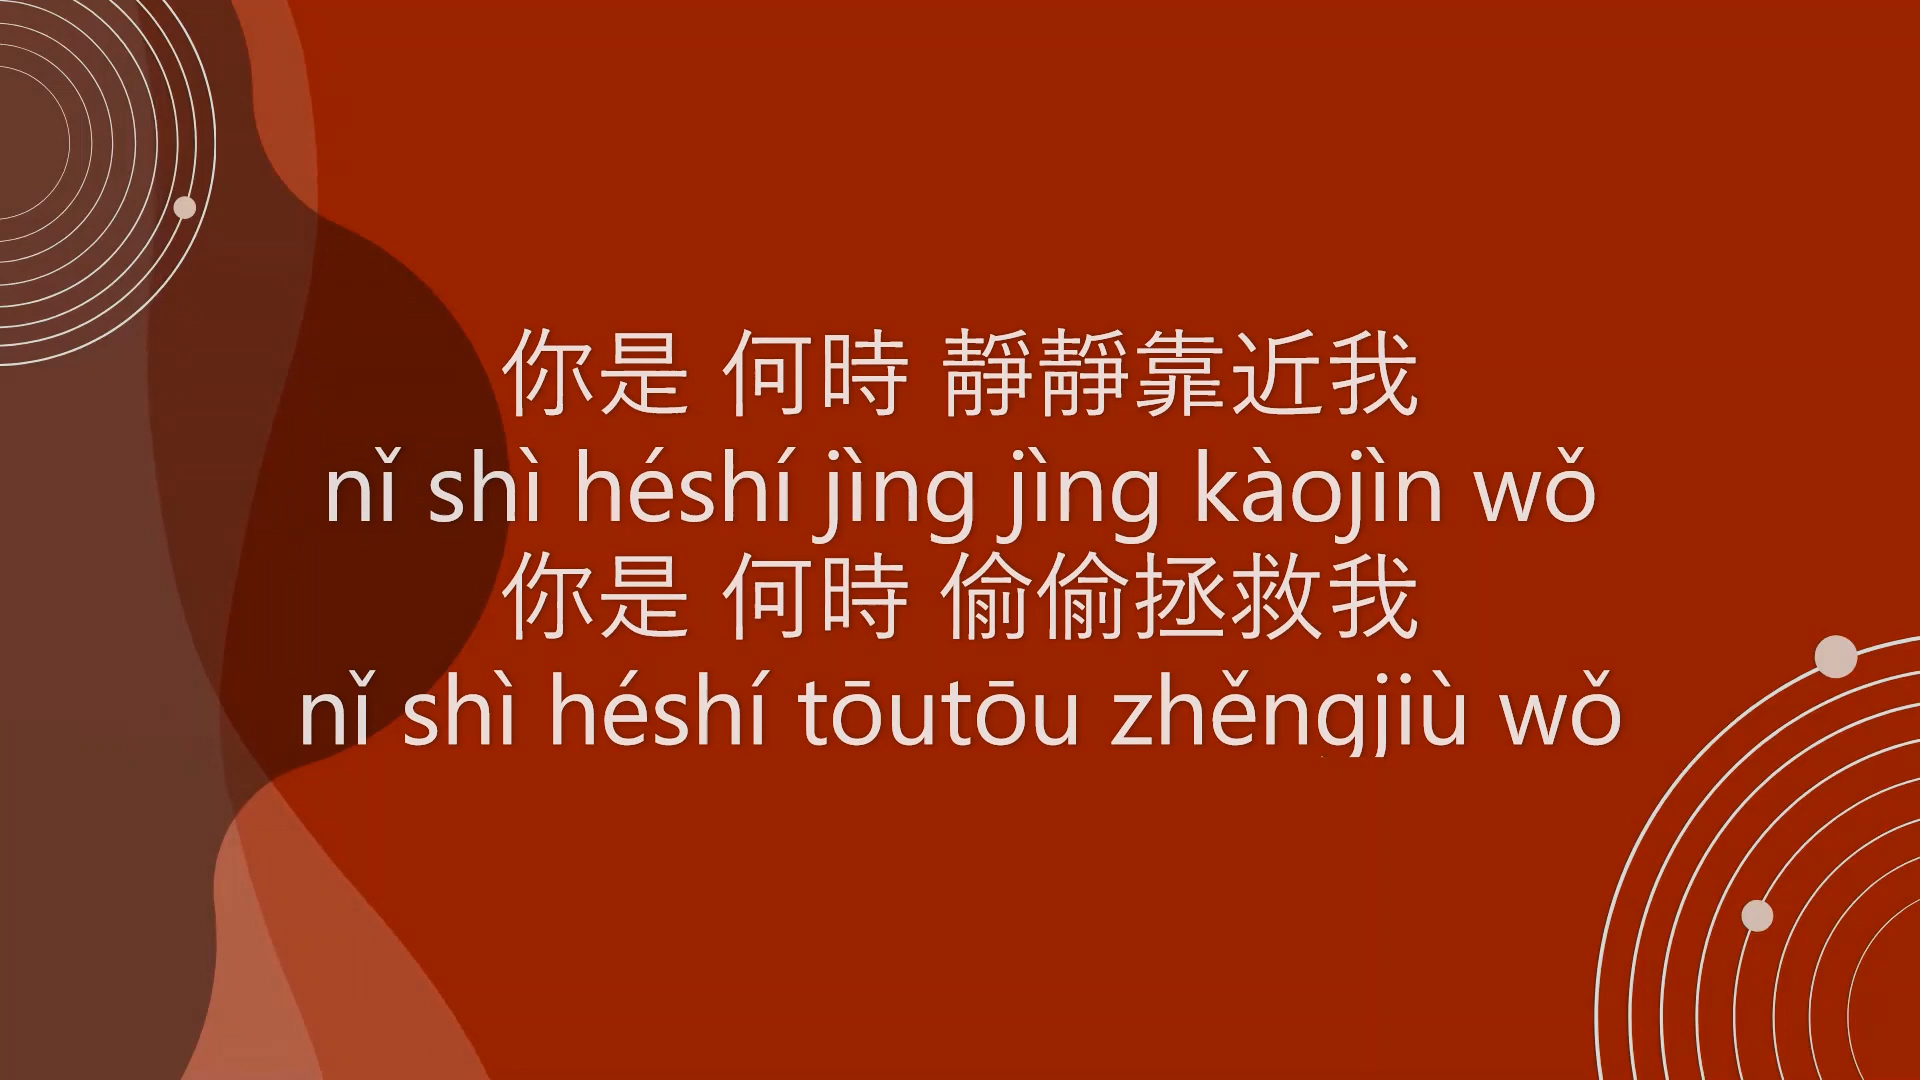 你是 何時 靜靜靠近我
nǐ shì héshí jìng jìng kàojìn wǒ
你是 何時 偷偷拯救我
nǐ shì héshí tōutōu zhěngjiù wǒ